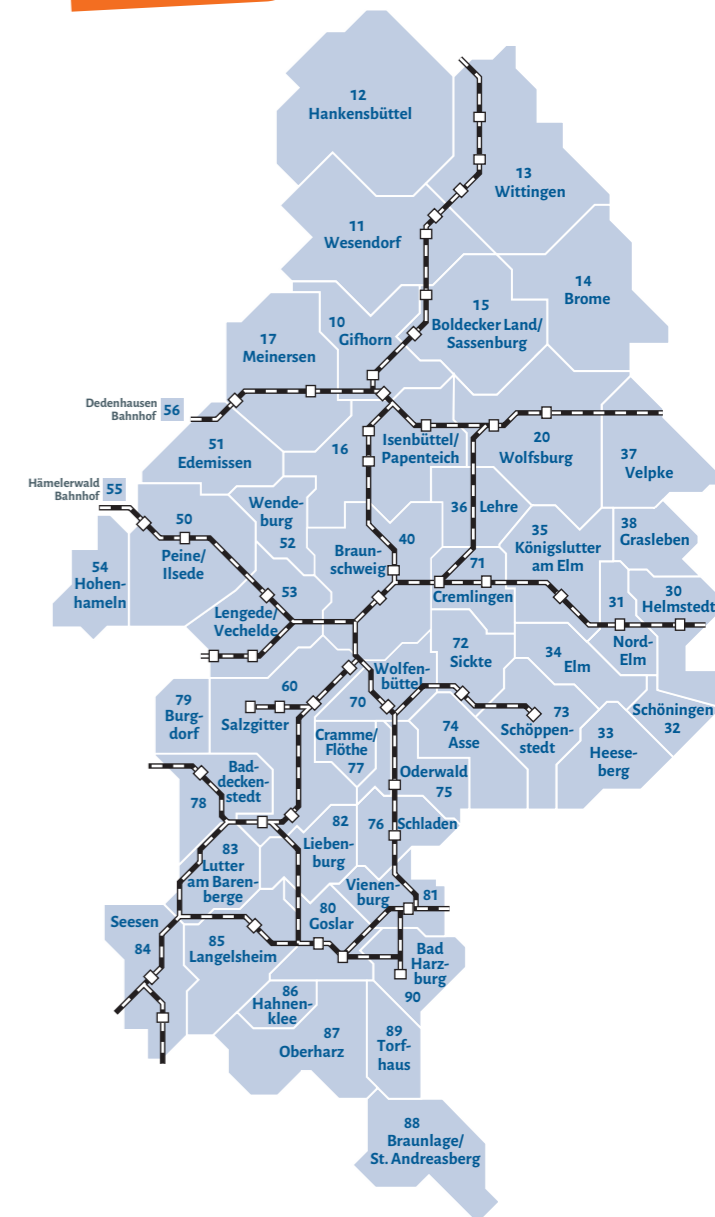 12
Hankensbüttel
13
Wittingen
11
Wesendorf
14
Brome
15
Boldecker Land/
Sassenburg
10
Gifhorn
17
Meinersen
Dedenhausen
Bahnhof
56
51
Edemissen
16
Isenbüttel/
Papenteich
20
Wolfsburg
37
Velpke
Hämelerwald
Bahnhof
55
50
Peine/
Ilsede
Wende-
burg
52
36
Lehre
35
Königslutter
am Elm
38
Grasleben
40
Braun-
schweig
71
Cremlingen
54
Hohen-
hameln
53
Lengede/
Vechelde
31
Nord-
Elm
30
Helmstedt
72
Sickte
34
Elm
Wolfen-
büttel
70
60
Salzgitter
79
Burg-
dorf
Schöningen
32
73
Schöppen-
stedt
33
Heese-
berg
74
Asse
Cramme/
Flöthe
77
Oderwald
75
Bad-
decken-
stedt
78
82
Lieben-
burg
76
Schladen
83
Lutter
am Baren-
berge
Vienen-
burg
81
80
Goslar
Seesen
84
85
Langelsheim
Bad
Harz-
burg
90
86
Hahnen-
klee
87
Oberharz
89
Torf-
haus
88
Braunlage/
St. Andreasberg